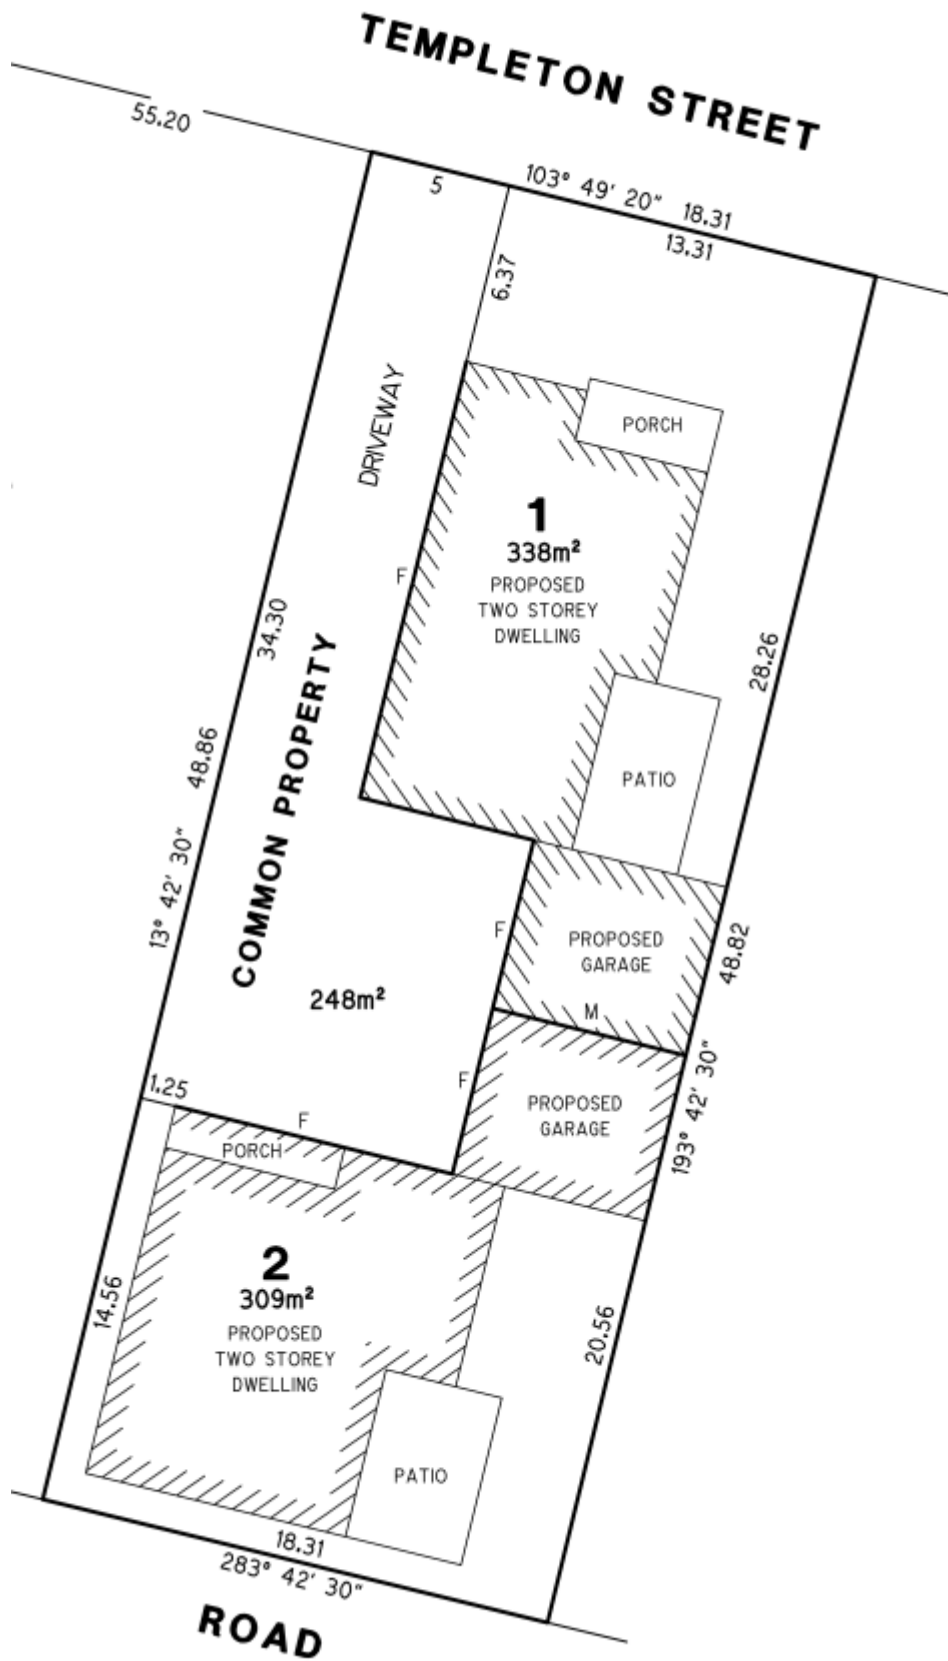 TEMPLETON STREET
55.20
5
103° 49' 20" 18.31
13.31
6.37
DRIVEWAY
PORCH
1
338m²
PROPOSED
TWO STOREY
DWELLING
F
34.30
28.26
COMMON PROPERTY
48.86
PATIO
13° 42' 30"
F
PROPOSED
GARAGE
48.82
248m²
M
193° 42' 30"
1.25
F
F
PROPOSED
GARAGE
PORCH
2
309m²
PROPOSED
TWO STOREY
DWELLING
14.56
20.56
PATIO
18.31
283° 42' 30"
ROAD